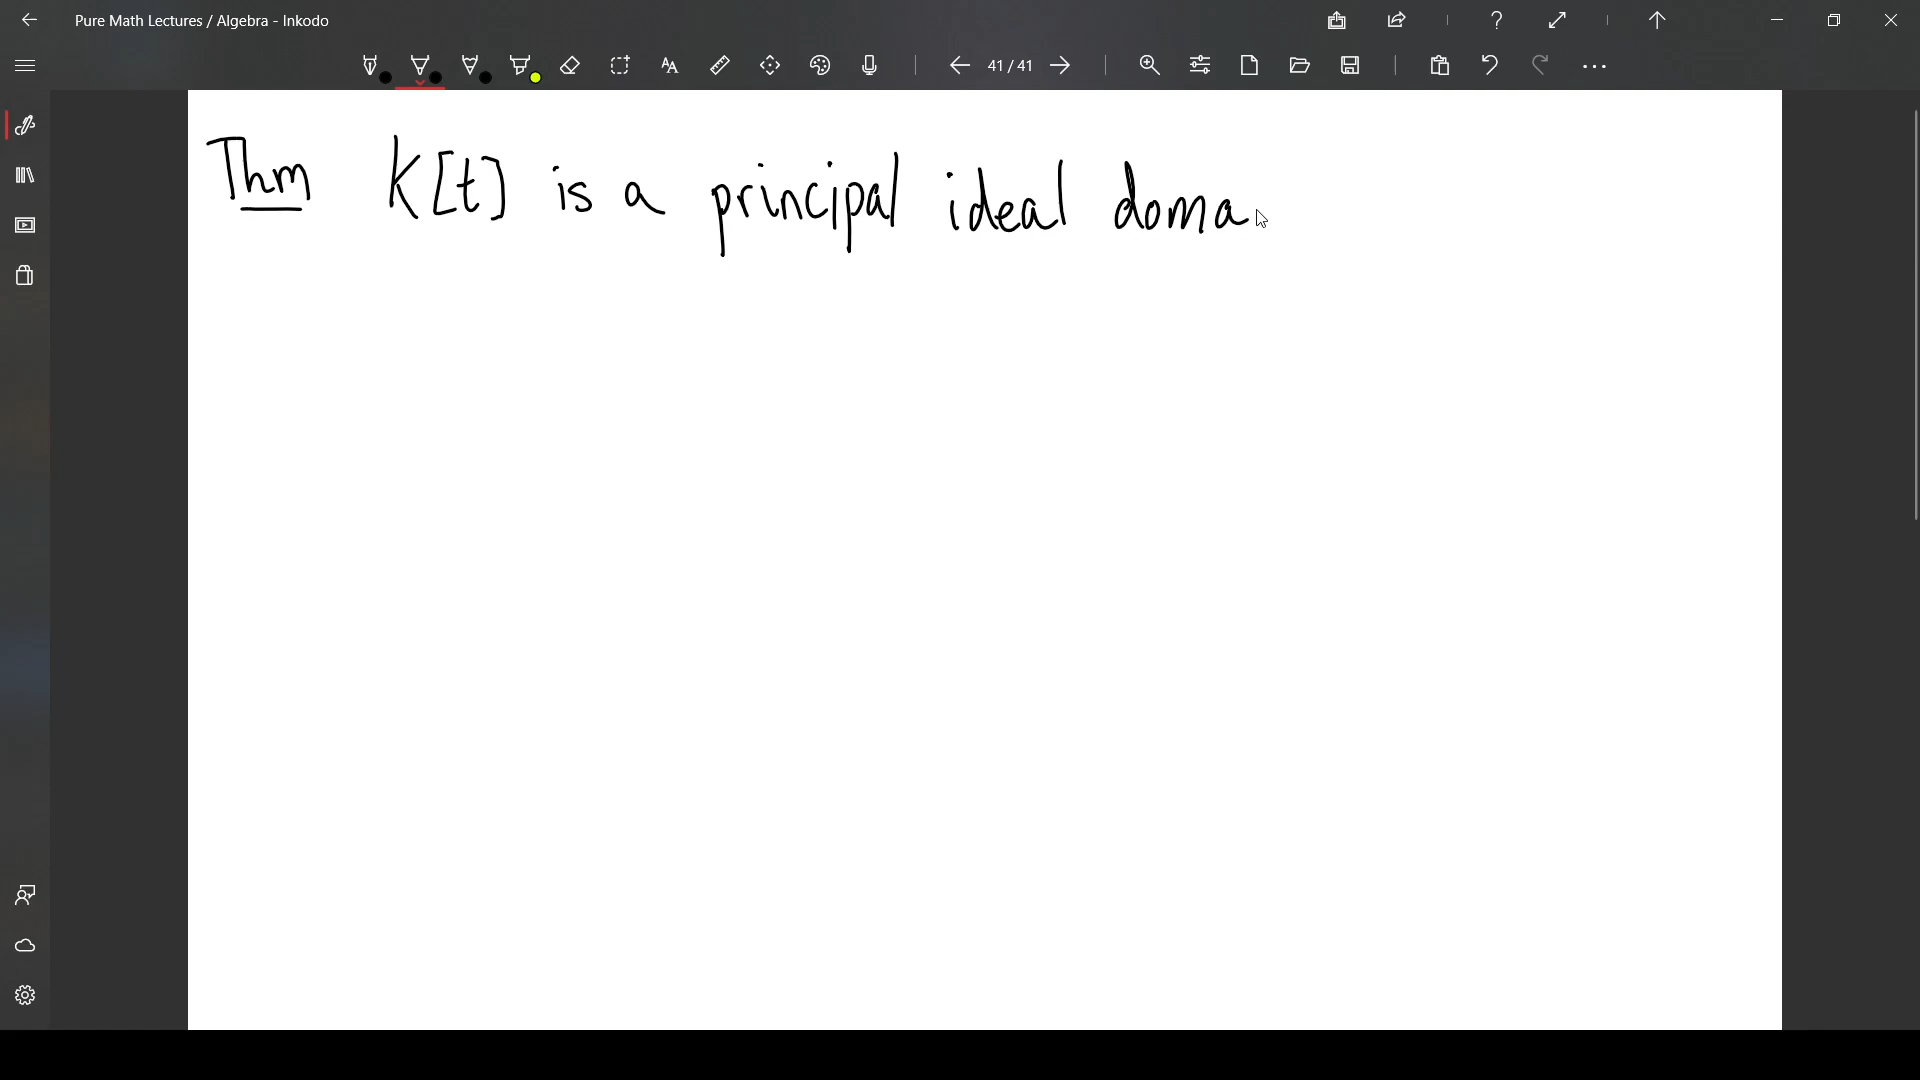 Pure Math Lectures / Algebra - Inkodo
41 / 41
Thm K[t] is a principal ideal doma